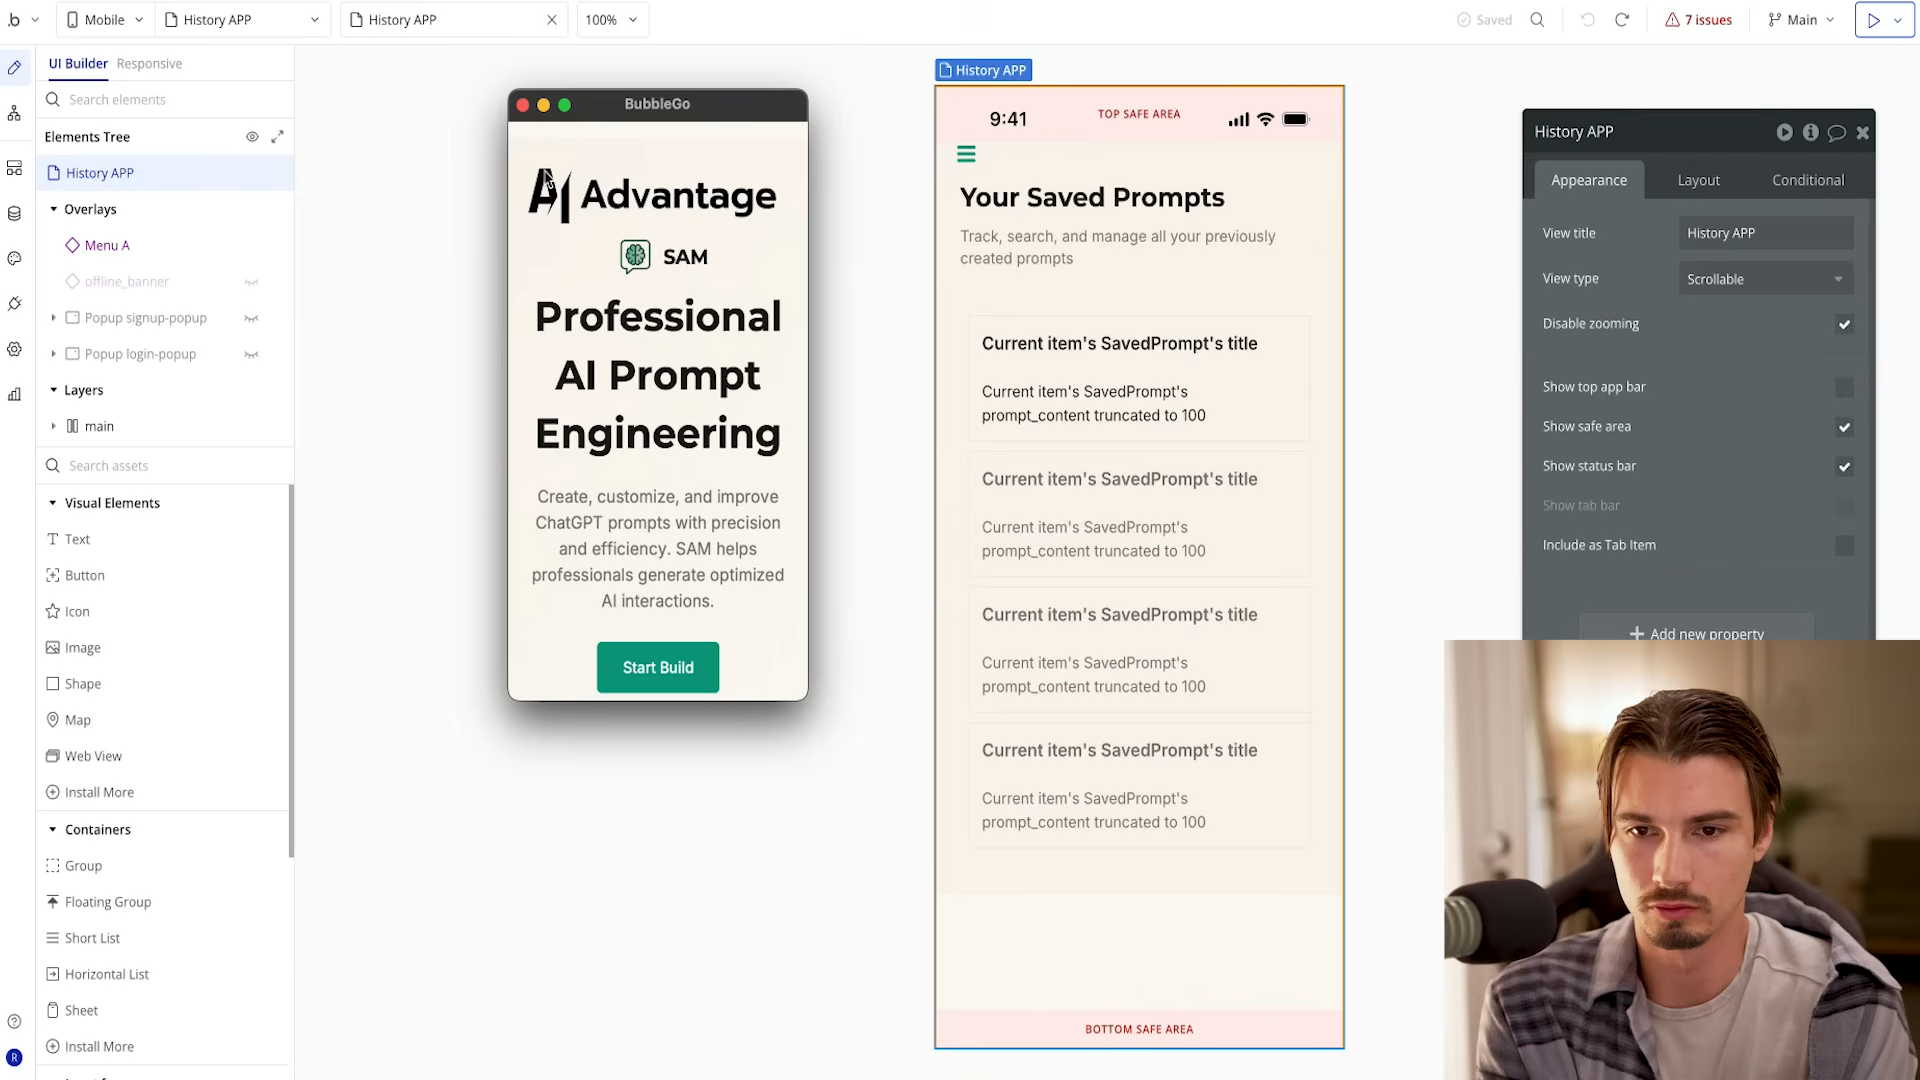 .b
Mobile
History APP
History APP
100%
Saved
7 issues
Main
UI Builder
Responsive
Search elements
Elements Tree
History APP
Overlays
Menu A
offline_banner
Popup signup-popup
Popup login-popup
Layers
main
Search assets
Visual Elements
Text
Button
Icon
Image
Shape
Map
Web View
Install More
Containers
Group
Floating Group
Short List
Horizontal List
Sheet
Install More
R
BubbleGo
AI Advantage
SAM
Professional
AI Prompt
Engineering
Create, customize, and improve
ChatGPT prompts with precision
and efficiency. SAM helps
professionals generate optimized
AI interactions.
Start Build
History APP
9:41
TOP SAFE AREA
Your Saved Prompts
Track, search, and manage all your previously
created prompts
Current item's SavedPrompt's title
Current item's SavedPrompt's
prompt_content truncated to 100
Current item's SavedPrompt's title
Current item's SavedPrompt's
prompt_content truncated to 100
Current item's SavedPrompt's title
Current item's SavedPrompt's
prompt_content truncated to 100
Current item's SavedPrompt's title
Current item's SavedPrompt's
prompt_content truncated to 100
BOTTOM SAFE AREA
History APP
Appearance
Layout
Conditional
View title
History APP
View type
Scrollable
Disable zooming
Show top app bar
Show safe area
Show status bar
Show tab bar
Include as Tab Item
Add new property